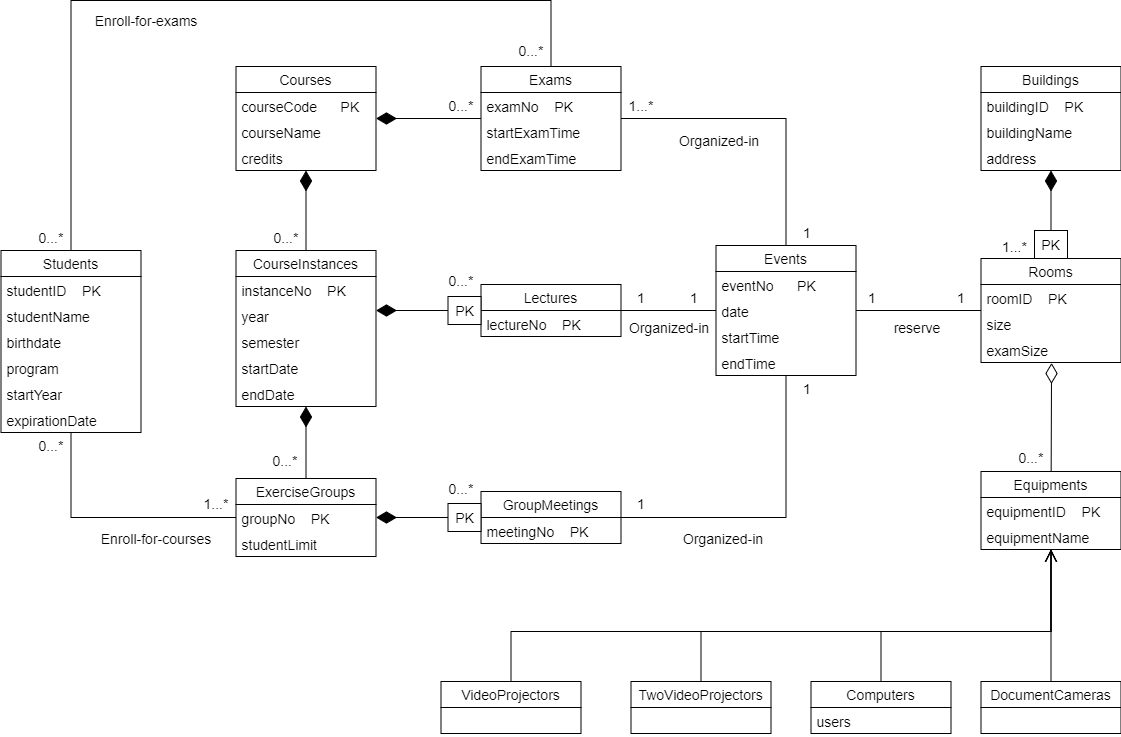 Enroll-for-exams
0...*
Courses
courseCode PK
courseName
credits
0...*
Exams
examNo PK
startExamTime
endExamTime
1...*
Organized-in
1
Buildings
buildingID PK
buildingName
address
1...*
PK
0...*
Students
studentID PK
studentName
birthdate
program
startYear
expirationDate
0...*
0...*
CourseInstances
instanceNo PK
year
semester
startDate
endDate
0...*
PK
Lectures
lectureNo PK
1
1
Organized-in
Events
eventNo PK
date
startTime
endTime
1
1
reserve
1
Rooms
roomID PK
size
examSize
0...*
0...*
1...*
Enroll-for-courses
ExerciseGroups
groupNo PK
studentLimit
0...*
PK
GroupMeetings
meetingNo PK
1
Organized-in
Equipments
equipmentID PK
equipmentName
VideoProjectors
TwoVideoProjectors
Computers
users
DocumentCameras